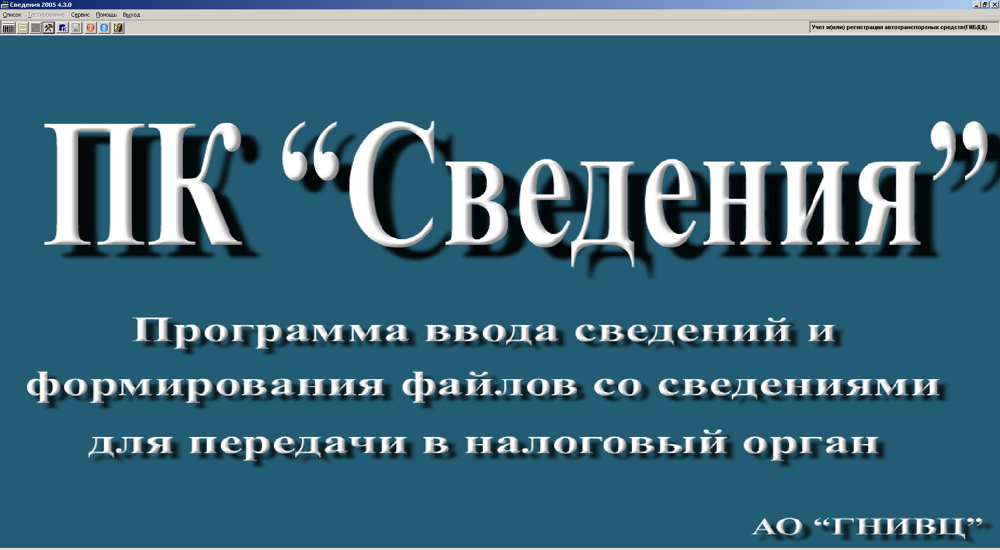 Сведения 2005 4.3.0
Список Тестирование Сервис Помощь Выход
Учет и(или) регистрация автотранспортных средств(ГИБДД)
ПК “Сведения”
Программа ввода сведений и
формирования файлов со сведениями
для передачи в налоговый орган
АО “ГНИВЦ”